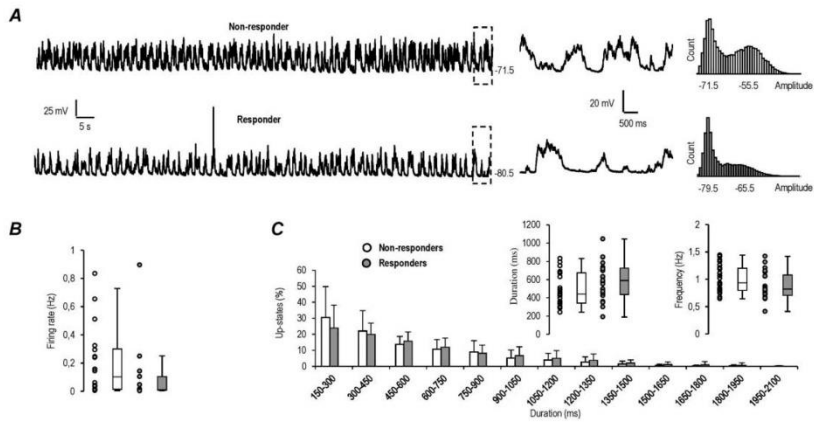 A
Non-responder
-71.5
25 mV
5 s
Responder
-80.5
20 mV
500 ms
Count
-71.5 -55.5 Amplitude
Count
-79.5 -65.5 Amplitude
B
Firing rate (Hz)
1
0,8
0,6
0,4
0,2
0
C
Non-responders
Responders
Up-states (%)
60
50
40
30
20
10
0
150-300
300-450
450-600
600-750
750-900
900-1050
1050-1200
1200-1350
1350-1500
1500-1650
1650-1800
1800-1950
1950-2100
Duration (ms)
Duration (ms)
1200
1000
800
600
400
200
0
Frequency (Hz)
2
1,5
1
0,5
0